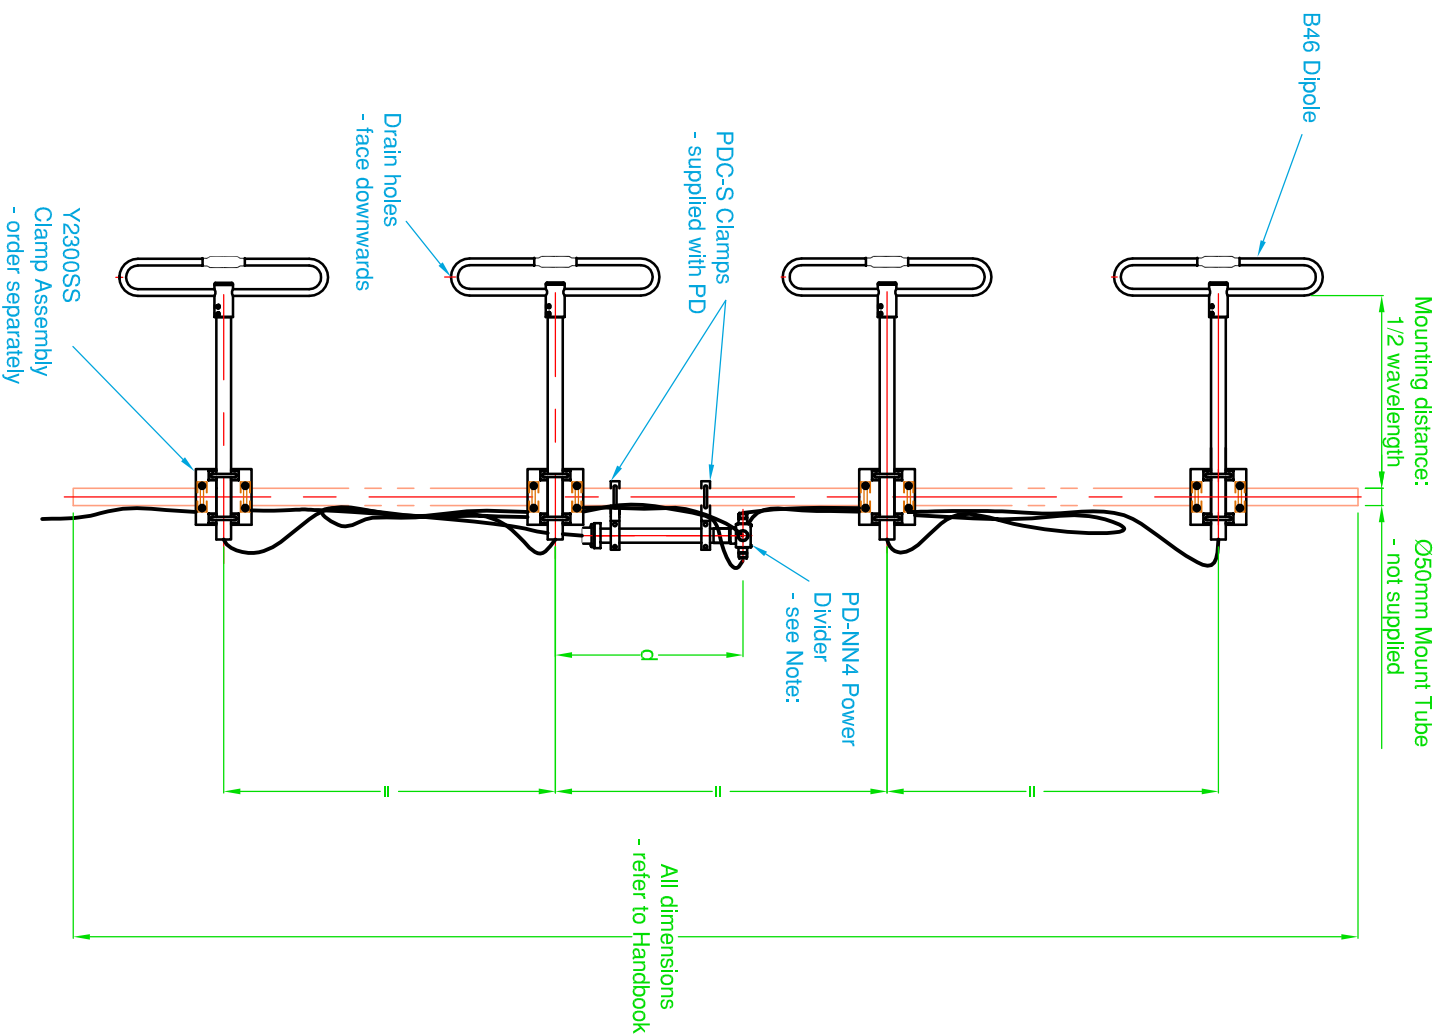 B46 Dipole
Mounting distance:
1/2 wavelength
Ø50mm Mount Tube
- not supplied
PDC-S Clamps
- supplied with PD
PD-NN4 Power
Divider
- see Note:
d
Drain holes
- face downwards
Y2300SS
Clamp Assembly
- order separately
=
=
=
All dimensions
- refer to Handbook